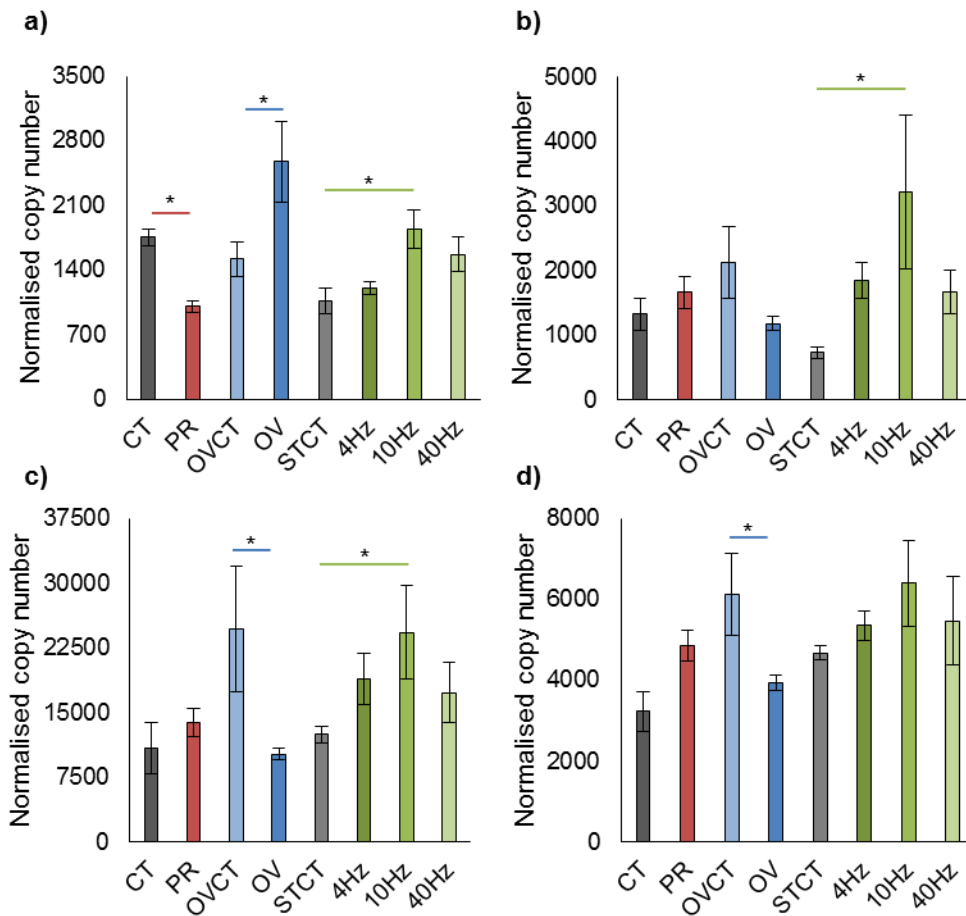 a)
Normalised copy number
3500
2800
2100
1400
700
0
*
*
*
CT PR OVCT OV STCT 4Hz 10Hz 40Hz
b)
Normalised copy number
5000
4000
3000
2000
1000
0
*
CT PR OVCT OV STCT 4Hz 10Hz 40Hz
c)
Normalised copy number
37500
30000
22500
15000
7500
0
*
*
CT PR OVCT OV STCT 4Hz 10Hz 40Hz
d)
Normalised copy number
8000
6000
4000
2000
0
*
CT PR OVCT OV STCT 4Hz 10Hz 40Hz